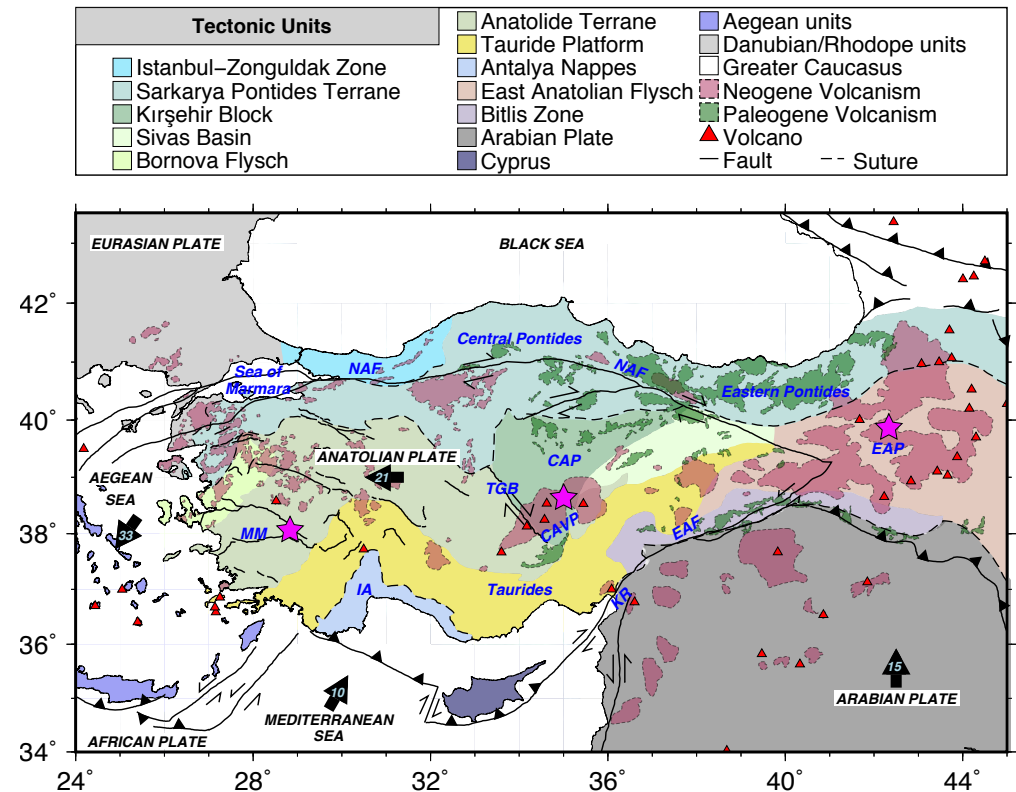 Tectonic Units
Istanbul−Zonguldak Zone
Sarkarya Pontides Terrane
Kırşehir Block
Sivas Basin
Bornova Flysch
Anatolide Terrane
Tauride Platform
Antalya Nappes
East Anatolian Flysch
Bitlis Zone
Arabian Plate
Cyprus
Aegean units
Danubian/Rhodope units
Greater Caucasus
Neogene Volcanism
Paleogene Volcanism
Volcano
Fault
Suture
EURASIAN PLATE
BLACK SEA
42˚
Central Pontides
Sea of
Marmara
NAF
NAF
Eastern Pontides
40˚
ANATOLIAN PLATE
21
CAP
EAP
AEGEAN
SEA
TGB
33
38˚
MM
CAVP
EAF
IA
Taurides
KR
36˚
10
15
ARABIAN PLATE
MEDITERRANEAN
SEA
AFRICAN PLATE
34˚
24˚
28˚
32˚
36˚
40˚
44˚